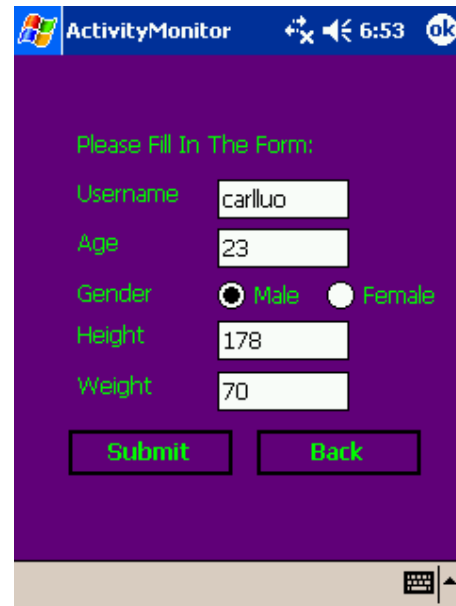 ActivityMonitor 6:53 ok
Please Fill In The Form:
Username carlluo
Age 23
Gender Male Female
Height 178
Weight 70
Submit Back